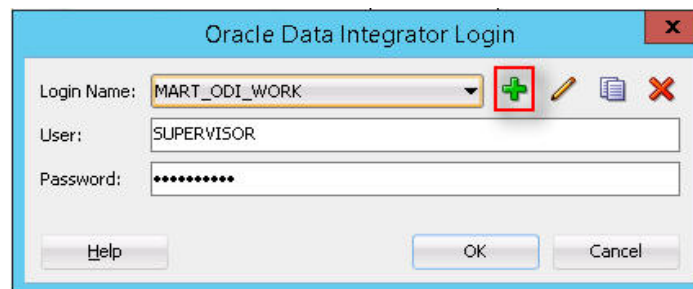 Oracle Data Integrator Login
x
Login Name: MART_ODI_WORK
User: SUPERVISOR
Password: ••••••••••
Help OK Cancel